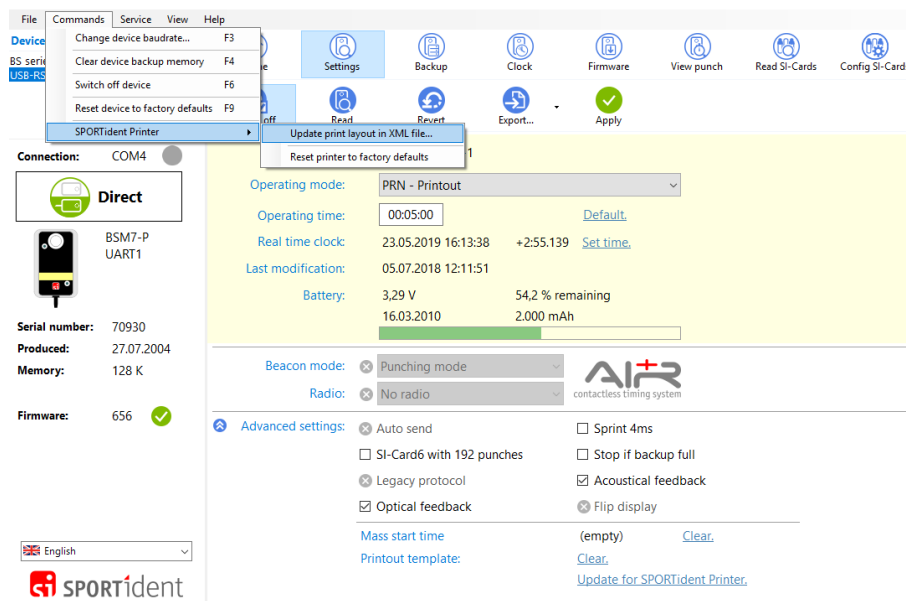 File Commands Service View Help
Device
Change device baudrate... F3
BS serie
Clear device backup memory F4
USB-RS
Switch off device F6
Reset device to factory defaults F9
SPORTident Printer
Update print layout in XML file...
Reset printer to factory defaults
Settings Backup Clock Firmware View punch Read SI-Cards Config SI-Card
off Read Revert Export... Apply
Connection: COM4
Direct
BSM7-P
UART1
Serial number: 70930
Produced: 27.07.2004
Memory: 128 K
Firmware: 656
English
SPORTident
1
Operating mode: PRN - Printout
Operating time: 00:05:00 Default.
Real time clock: 23.05.2019 16:13:38 +2:55.139 Set time.
Last modification: 05.07.2018 12:11:51
Battery: 3,29 V 54,2 % remaining
16.03.2010 2.000 mAh
Beacon mode: Punching mode
Radio: No radio
AIR+
contactless timing system
Advanced settings: Auto send Sprint 4ms
SI-Card6 with 192 punches Stop if backup full
Legacy protocol Acoustical feedback
Optical feedback Flip display
Mass start time (empty) Clear.
Printout template: Clear.
Update for SPORTident Printer.